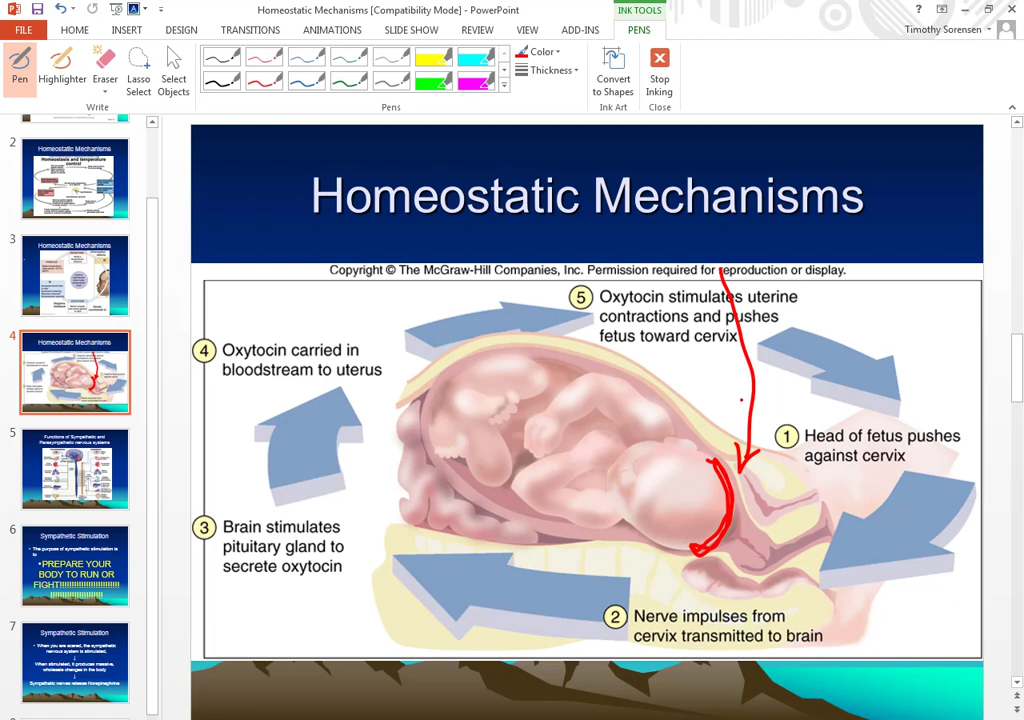 Homeostatic Mechanisms [Compatibility Mode] - PowerPoint
INK TOOLS
FILE
HOME
INSERT
DESIGN
TRANSITIONS
ANIMATIONS
SLIDE SHOW
REVIEW
VIEW
ADD-INS
PENS
Timothy Sorensen
Pen
Highlighter
Eraser
Lasso
Select
Select
Objects
Color
Thickness
Convert
to Shapes
Stop
Inking
Write
Pens
Ink Art
Close
2
Homeostatic Mechanisms
Homeostasis and temperature
control
3
Homeostatic Mechanisms
4
Homeostatic Mechanisms
5
Functions of Sympathetic and
Parasympathetic nervous systems
6
Sympathetic Stimulation
• The purpose of sympathetic stimulation is
to
•PREPARE YOUR
BODY TO RUN OR
7
Sympathetic Stimulation
• When you are scared, the sympathetic
nervous system is stimulated,
When stimulated, it produces massive,
wholesale changes in the body
Sympathetic nerves release Norepinephrine
Homeostatic Mechanisms
Copyright © The McGraw-Hill Companies, Inc. Permission required for reproduction or display.
5 Oxytocin stimulates uterine
contractions and pushes
fetus toward cervix
4 Oxytocin carried in
bloodstream to uterus
1 Head of fetus pushes
against cervix
3 Brain stimulates
pituitary gland to
secrete oxytocin
2 Nerve impulses from
cervix transmitted to brain